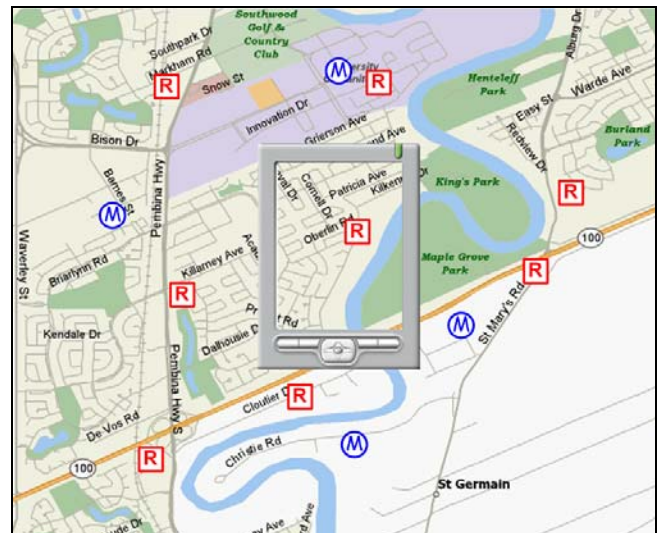 Southwood
Golf &
Country
Club
Southpark Dr
Markham Rd
R
Snow St
M
R
Alburg Dr
Henteleff
Park
Warde Ave
Easy St
Innovation Dr
Bison Dr
Grierson Ave
Redview Dr
Burland
Park
Pembina Hwy
Barnes St
M
Cornell Dr
Patricia Ave
King's Park
R
Oberlin Rd
R
Waverley St
100
Briarlynn Rd
Killarney Ave
Maple Grove
Park
R
R
St Mary's Rd
M
Kendale Dr
Dalhousie D
Pembina Hwy S
Cloutier D
R
De Vos Rd
Christie Rd
M
R
100
St Germain